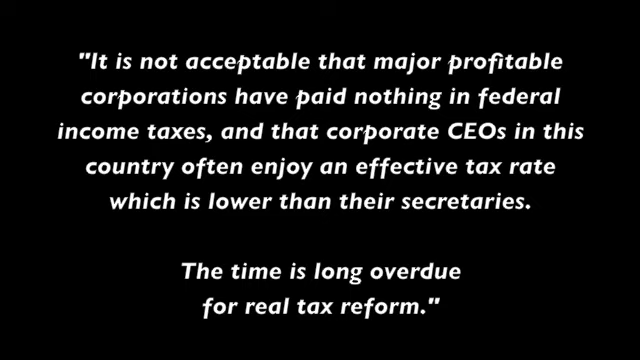 "It is not acceptable that major profitable
corporations have paid nothing in federal
income taxes, and that corporate CEOs in this
country often enjoy an effective tax rate
which is lower than their secretaries.
The time is long overdue
for real tax reform."